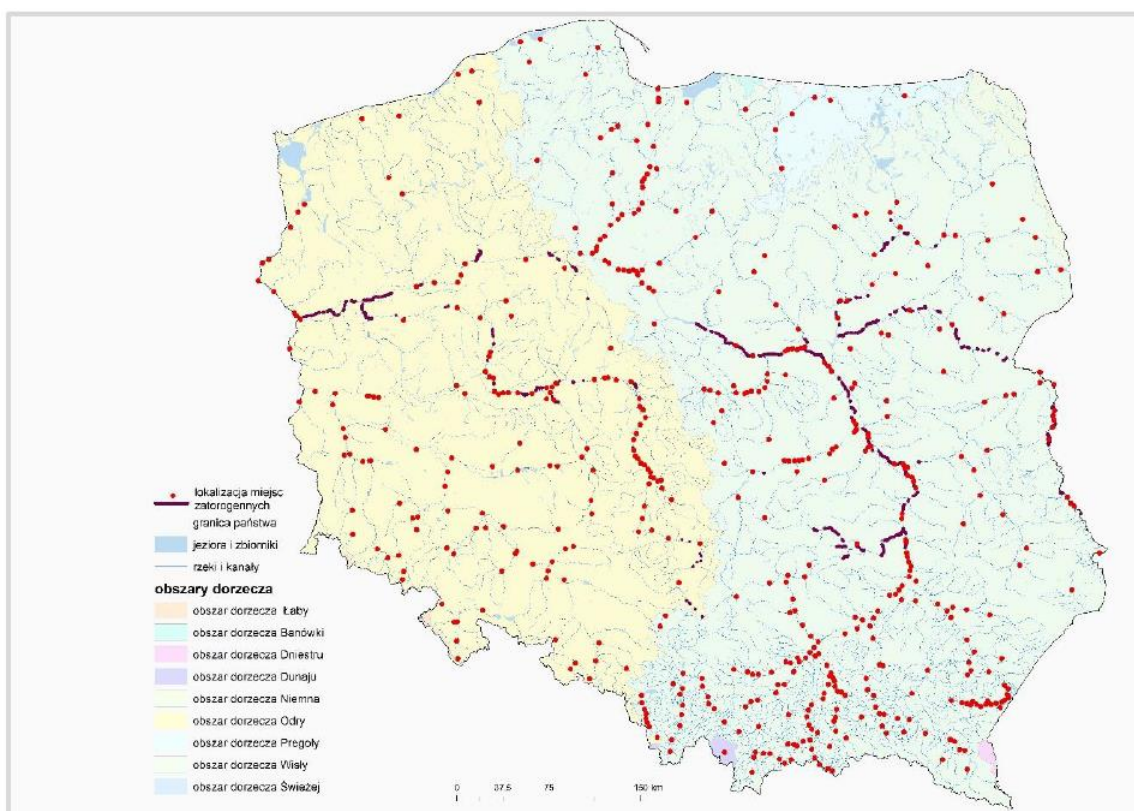 lokalizacja miejsc
zatorogennych
granica państwa
jeziora i zbiorniki
rzeki i kanały
obszary dorzecza
obszar dorzecza Łaby
obszar dorzecza Banówki
obszar dorzecza Dniestru
obszar dorzecza Dunaju
obszar dorzecza Niemna
obszar dorzecza Odry
obszar dorzecza Pregoły
obszar dorzecza Wisły
obszar dorzecza Świeżej
0 37,5 75 150 km